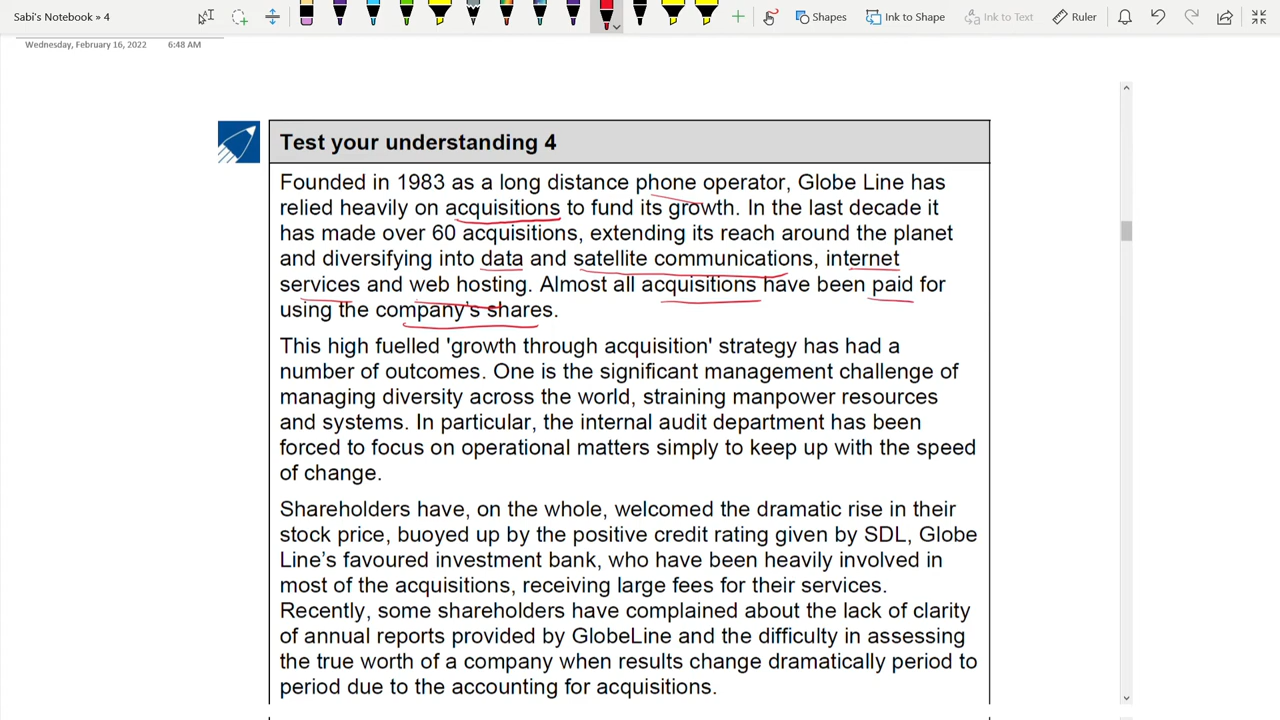 Sabi's Notebook » 4
Shapes
Ink to Shape
Ink to Text
Ruler
Wednesday, February 16, 2022 6:48 AM
Test your understanding 4
Founded in 1983 as a long distance phone operator, Globe Line has
relied heavily on acquisitions to fund its growth. In the last decade it
has made over 60 acquisitions, extending its reach around the planet
and diversifying into data and satellite communications, internet
services and web hosting. Almost all acquisitions have been paid for
using the company's shares.
This high fuelled 'growth through acquisition' strategy has had a
number of outcomes. One is the significant management challenge of
managing diversity across the world, straining manpower resources
and systems. In particular, the internal audit department has been
forced to focus on operational matters simply to keep up with the speed
of change.
Shareholders have, on the whole, welcomed the dramatic rise in their
stock price, buoyed up by the positive credit rating given by SDL, Globe
Line's favoured investment bank, who have been heavily involved in
most of the acquisitions, receiving large fees for their services.
Recently, some shareholders have complained about the lack of clarity
of annual reports provided by GlobeLine and the difficulty in assessing
the true worth of a company when results change dramatically period to
period due to the accounting for acquisitions.